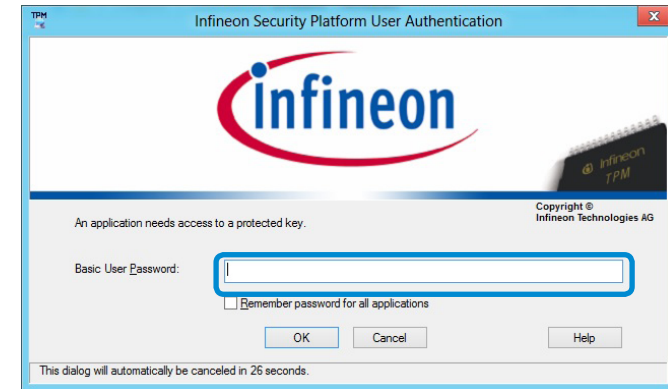 TPM
Infineon Security Platform User Authentication
X
infineon
Infineon
TPM
Copyright ©
Infineon Technologies AG
An application needs access to a protected key.
Basic User Password:
Remember password for all applications
OK Cancel Help
This dialog will automatically be canceled in 26 seconds.